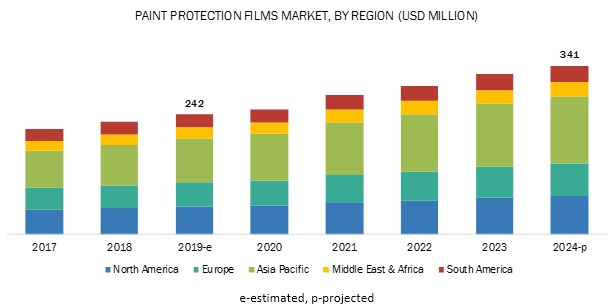 PAINT PROTECTION FILMS MARKET, BY REGION (USD MILLION)
242
341
2017 2018 2019-e 2020 2021 2022 2023 2024-p
North America Europe Asia Pacific Middle East & Africa South America
e-estimated, p-projected